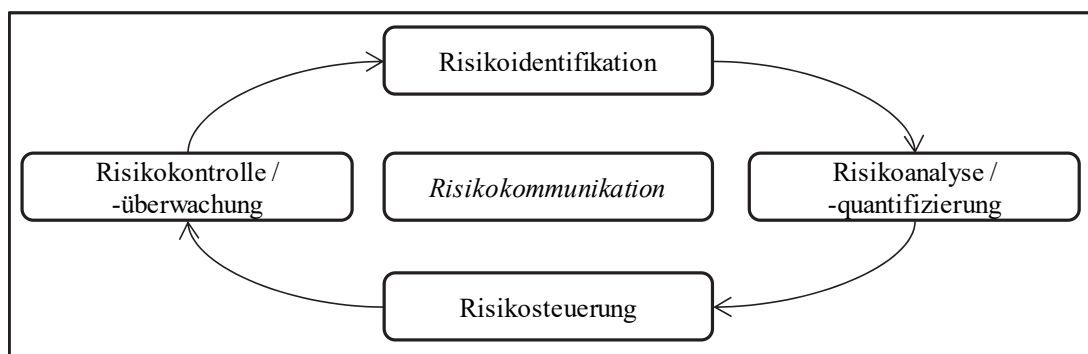 Risikoidentifikation
Risikokontrolle /
-überwachung
Risikokommunikation
Risikoanalyse /
-quantifizierung
Risikosteuerung